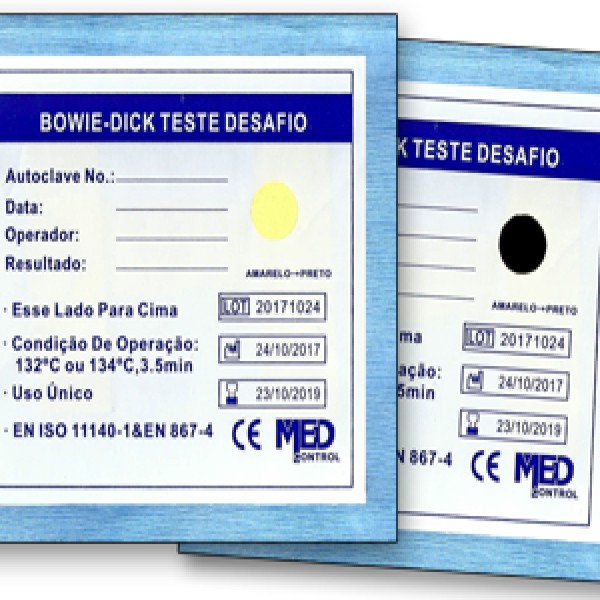 BOWIE-DICK TESTE DESAFIO
Autoclave No.:
Data:
Operador:
Resultado:
AMARELO→PRETO
· Esse Lado Para Cima
LOT 20171024
· Condição De Operação:
132ºC ou 134ºC,3.5min
24/10/2017
· Uso Único
23/10/2019
· EN ISO 11140-1&EN 867-4
CE MED
CONTROL
K TESTE DESAFIO
AMARELO→PRETO
ma
LOT 20171024
ação:
5min
24/10/2017
23/10/2019
N 867-4
CE MED
CONTROL